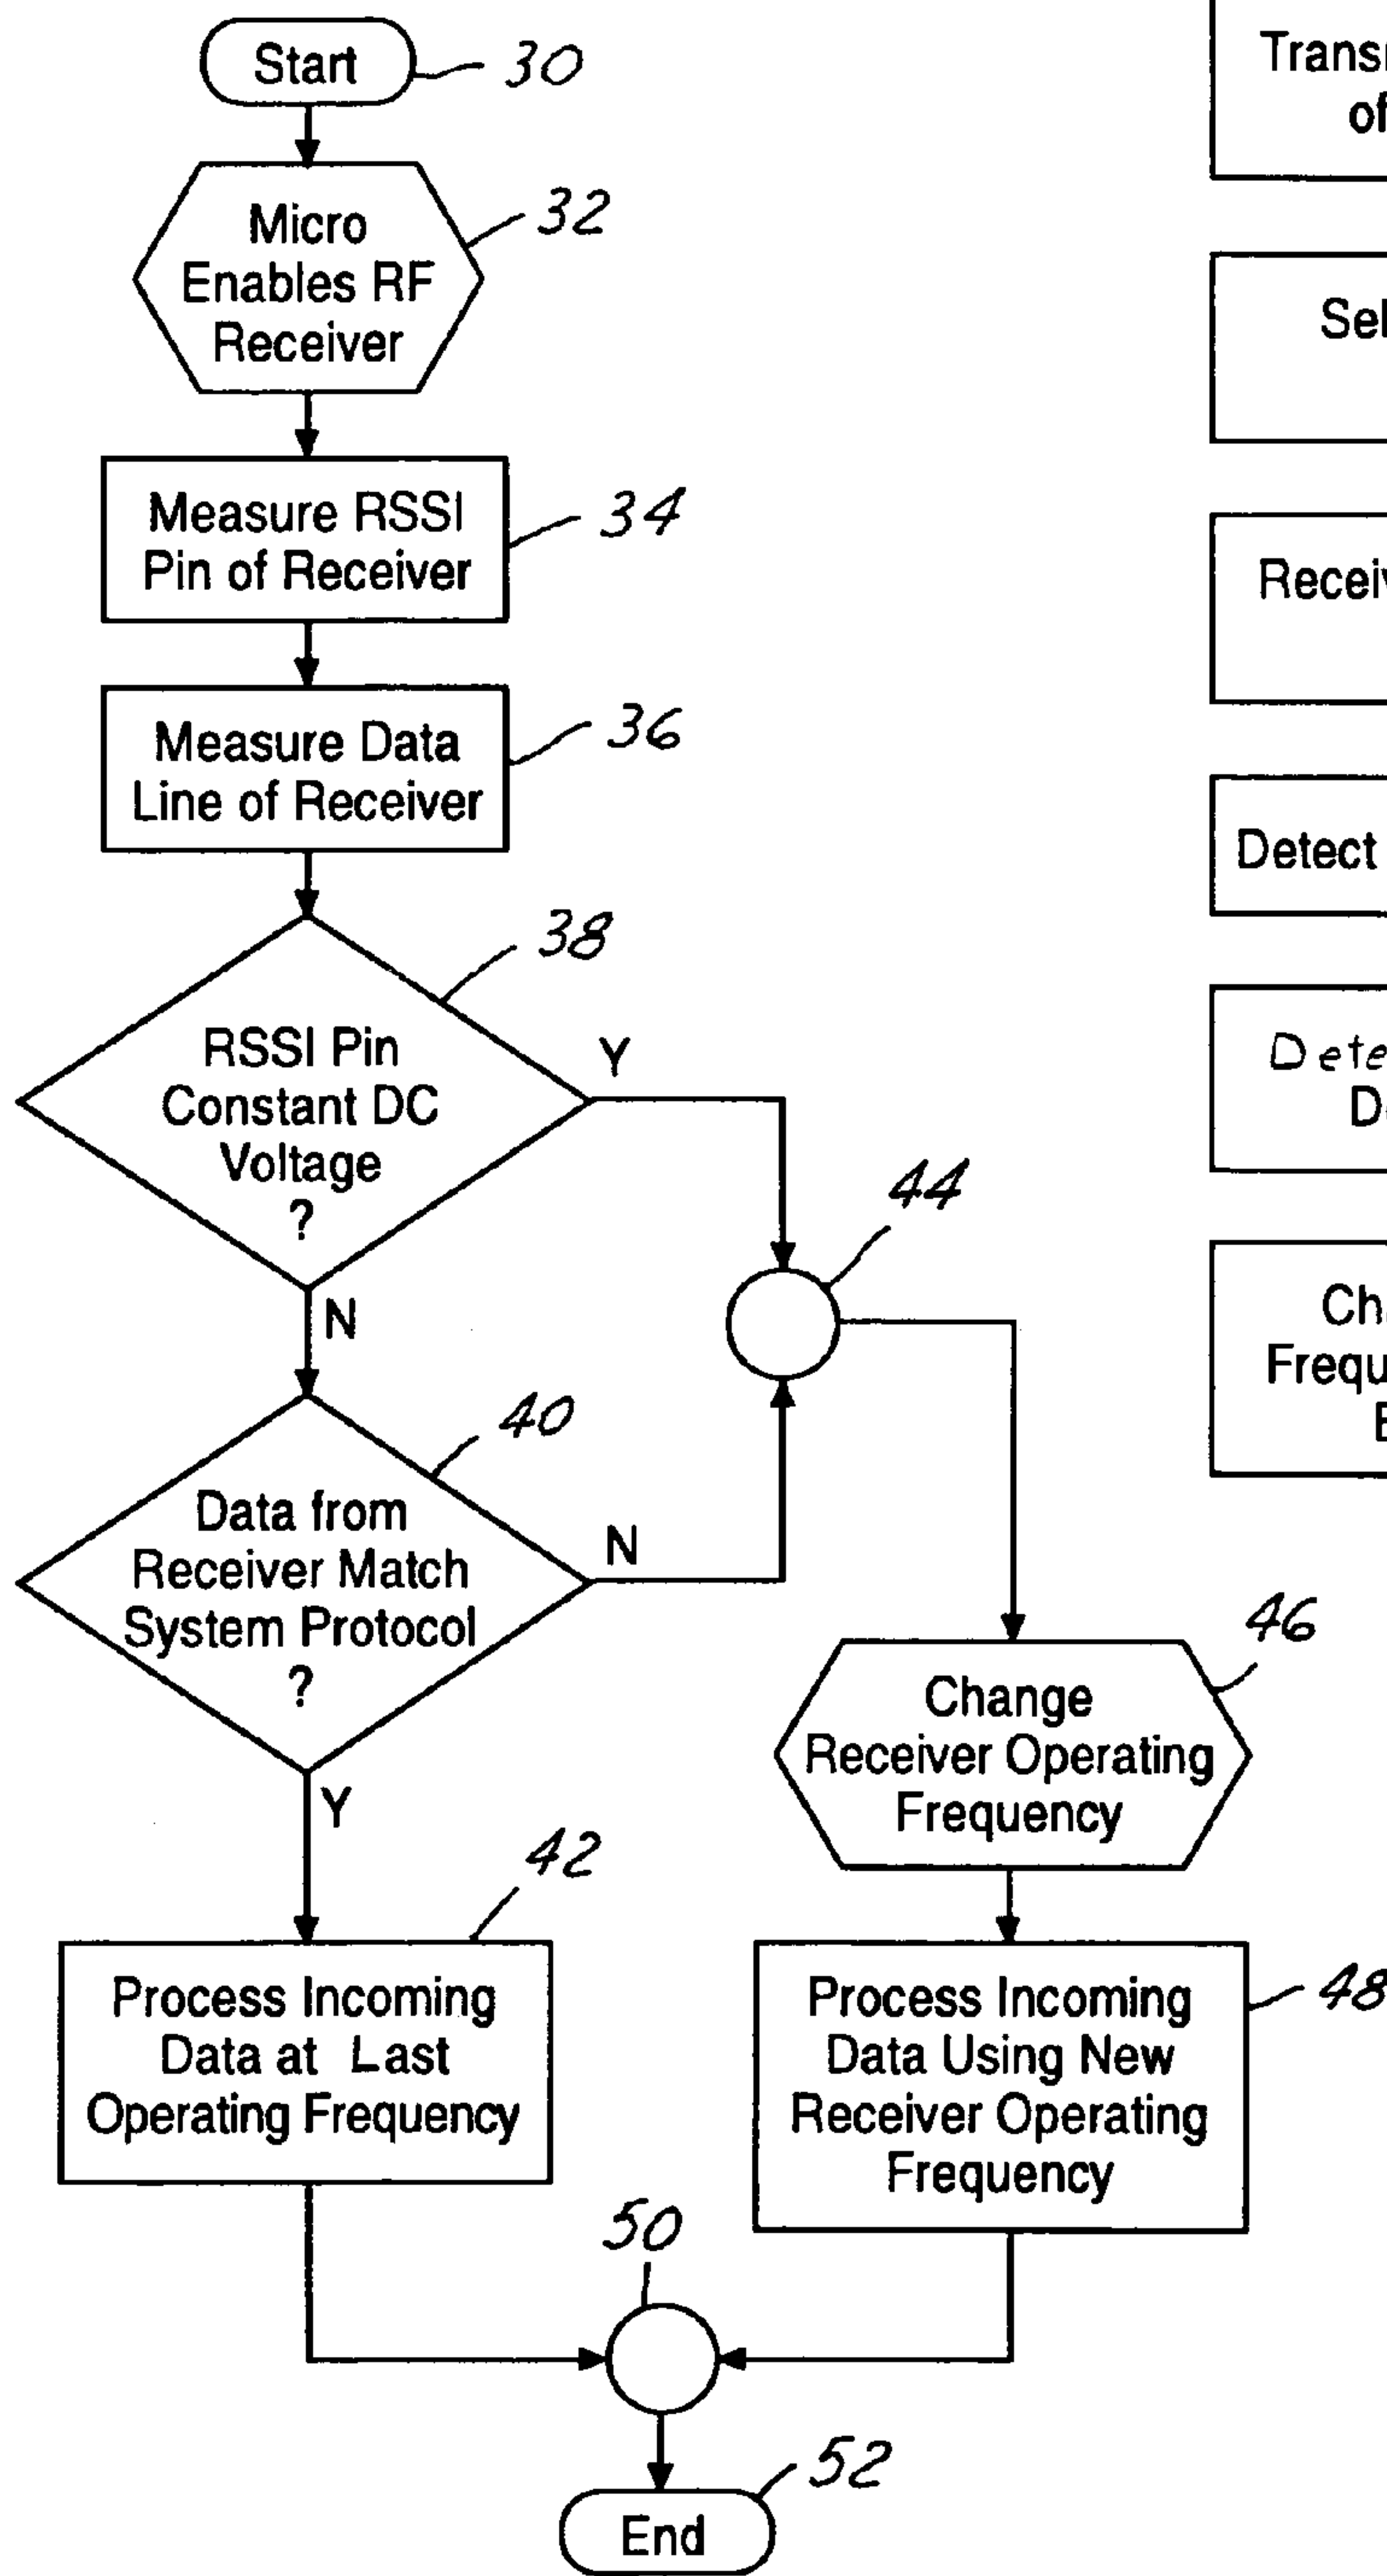 Start
30
Micro
Enables RF
Receiver
32
Measure RSSI
Pin of Receiver
34
Measure Data
Line of Receiver
36
RSSI Pin
Constant DC
Voltage
?
38
Y
N
44
Data from
Receiver Match
System Protocol
?
40
N
Y
Change
Receiver Operating
Frequency
46
Process Incoming
Data at Last
Operating Frequency
42
Process Incoming
Data Using New
Receiver Operating
Frequency
48
50
End
52
of
Detect